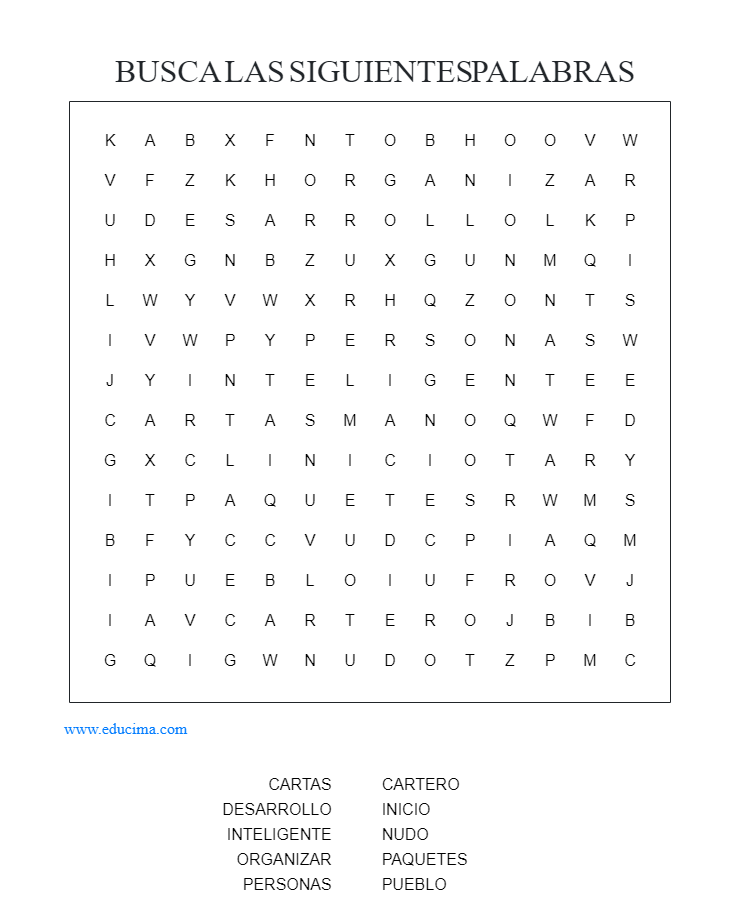 BUSCA LAS SIGUIENTES PALABRAS
K A B X F N T O B H O O V W
V F Z K H O R G A N I Z A R
U D E S A R R O L L O L K P
H X G N B Z U X G U N M Q I
L W Y V W X R H Q Z O N T S
I V W P Y P E R S O N A S W
J Y I N T E L I G E N T E E
C A R T A S M A N O Q W F D
G X C L I N I C I O T A R Y
I T P A Q U E T E S R W M S
B F Y C C V U D C P I A Q M
I P U E B L O I U F R O V J
I A V C A R T E R O J B I B
G Q I G W N U D O T Z P M C
www.educima.com
CARTAS CARTERO
DESARROLLO INICIO
INTELIGENTE NUDO
ORGANIZAR PAQUETES
PERSONAS PUEBLO